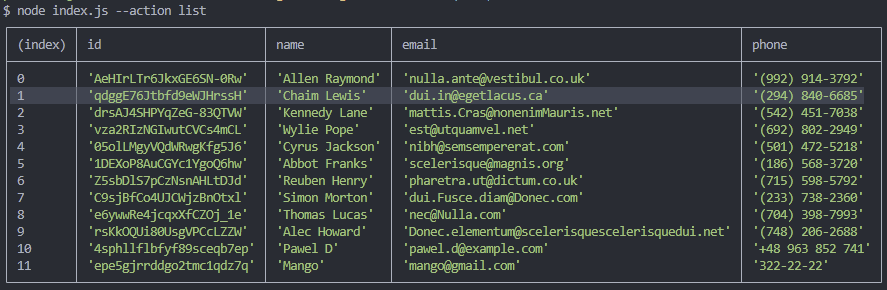 $ node index.js --action list
(index) id name email phone
0 'AeHIrLTr6JkxGE6SN-0Rw' 'Allen Raymond' 'nulla.ante@vestibul.co.uk' '(992) 914-3792'
1 'qdggE76Jtbfd9eWJHrssH' 'Chaim Lewis' 'dui.in@egetlacus.ca' '(294) 840-6685'
2 'drsAJ4SHPYqZeG-83QTVW' 'Kennedy Lane' 'mattis.Cras@nonenimMauris.net' '(542) 451-7038'
3 'vza2RIzNGIwutCVCs4mCL' 'Wylie Pope' 'est@utquamvel.net' '(692) 802-2949'
4 '05olLMgyVQdWRwgKfg5J6' 'Cyrus Jackson' 'nibh@semsempererat.com' '(501) 472-5218'
5 '1DEXoP8AuCGYc1YgoQ6hw' 'Abbot Franks' 'scelerisque@magnis.org' '(186) 568-3720'
6 'Z5sbDlS7pCzNsnAHLtDJd' 'Reuben Henry' 'pharetra.ut@dictum.co.uk' '(715) 598-5792'
7 'C9sjBfCo4UJCWjzBnOtxl' 'Simon Morton' 'dui.Fusce.diam@Donec.com' '(233) 738-2360'
8 'e6ywwRe4jcqxXfCZOj_1e' 'Thomas Lucas' 'nec@Nulla.com' '(704) 398-7993'
9 'rsKkOQUi80UsgVPCcLZZW' 'Alec Howard' 'Donec.elementum@scelerisquescelerisquedui.net' '(748) 206-2688'
10 '4sphllflbfyf89sceqb7ep' 'Pawel D' 'pawel.d@example.com' '+48 963 852 741'
11 'epe5gjrrddgo2tmc1qdz7q' 'Mango' 'mango@gmail.com' '322-22-22'